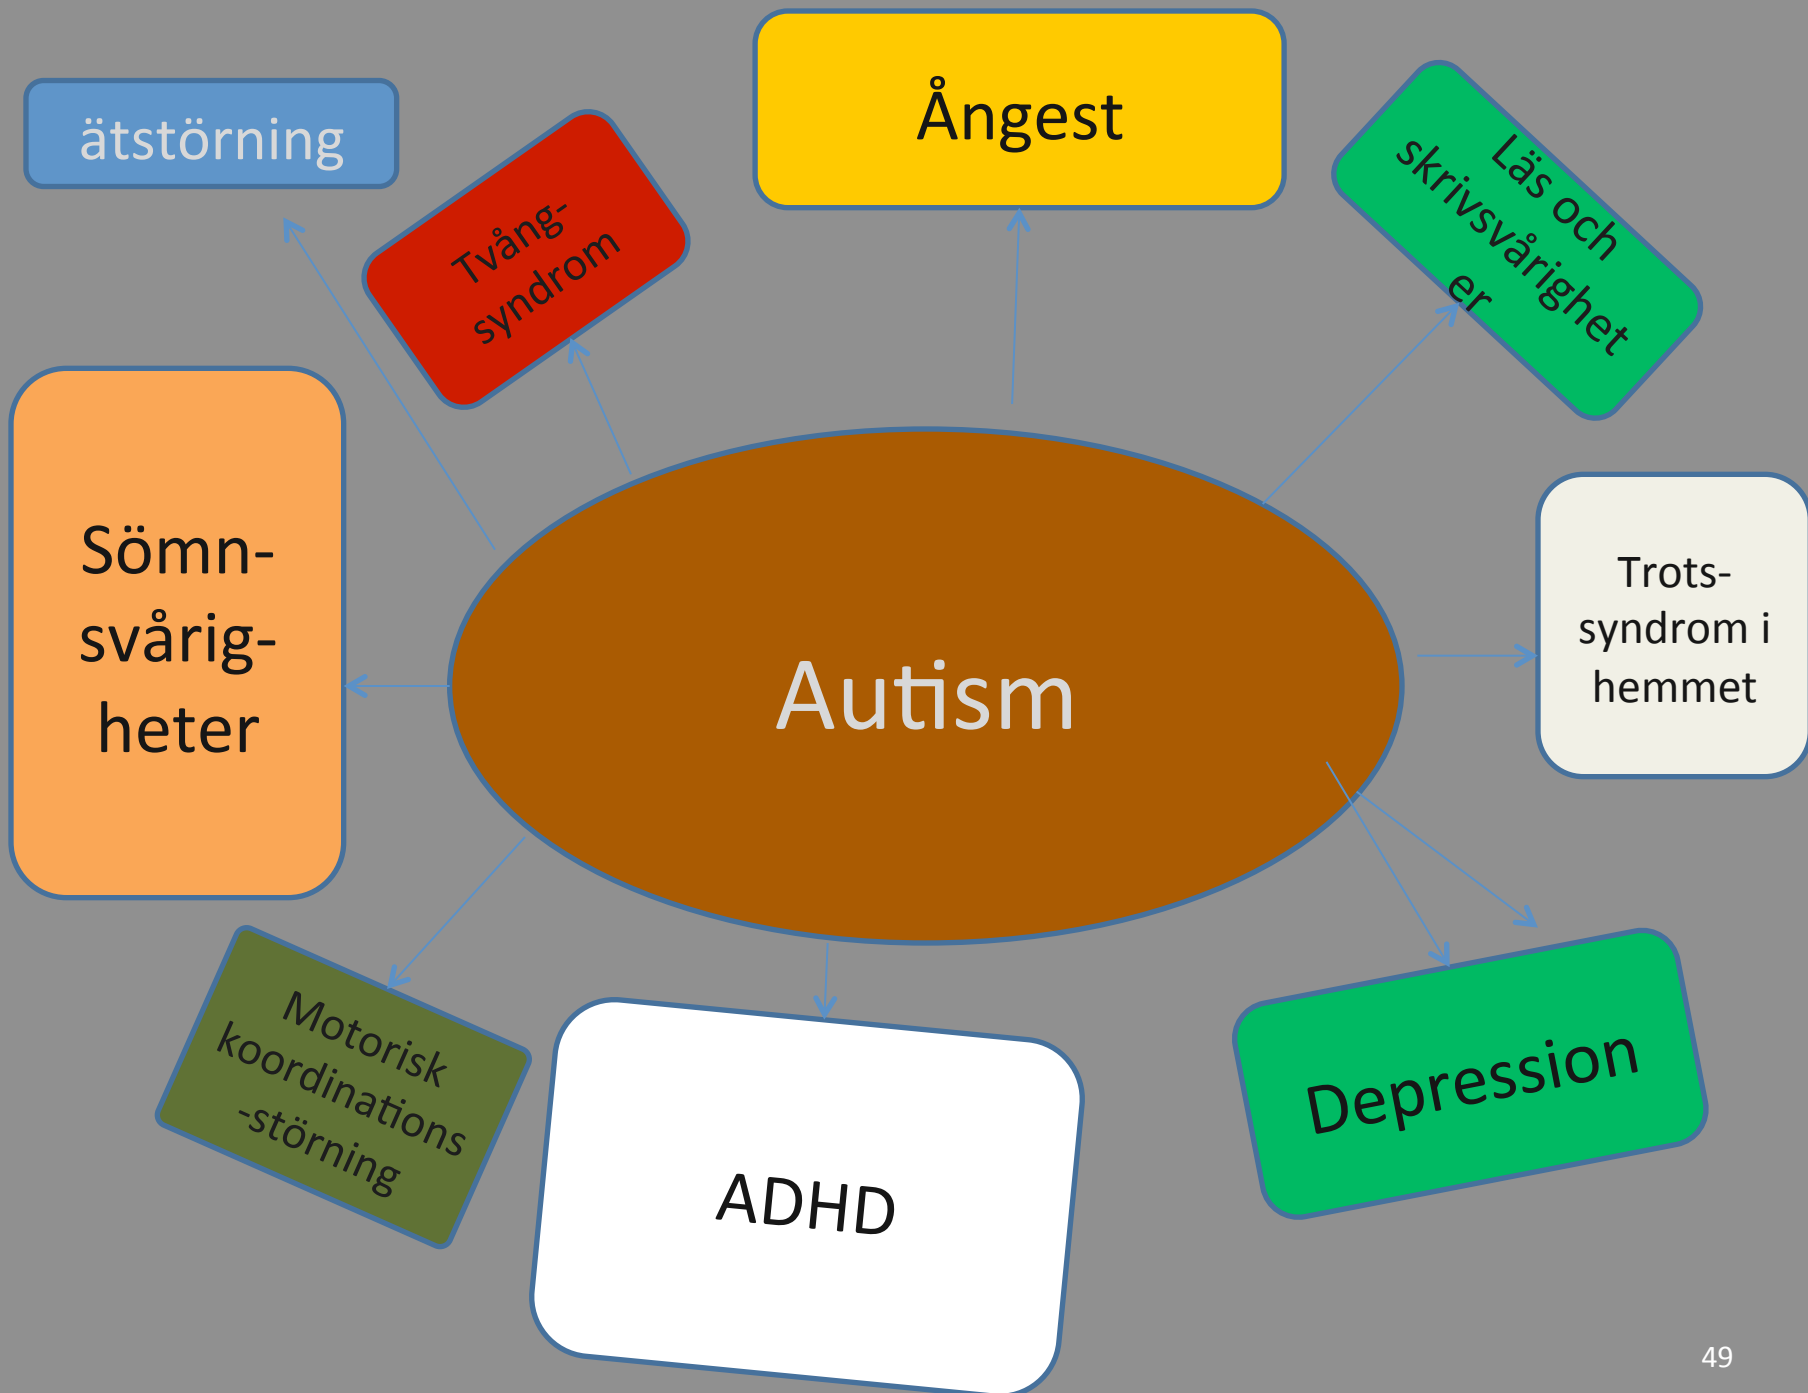 ätstörning
Tvång-
syndrom
Ångest
Läs och
skrivsvårighet
er
Sömn-
svårig-
heter
Autism
Trots-
syndrom i
hemmet
Motorisk
koordinations
-störning
ADHD
Depression
49